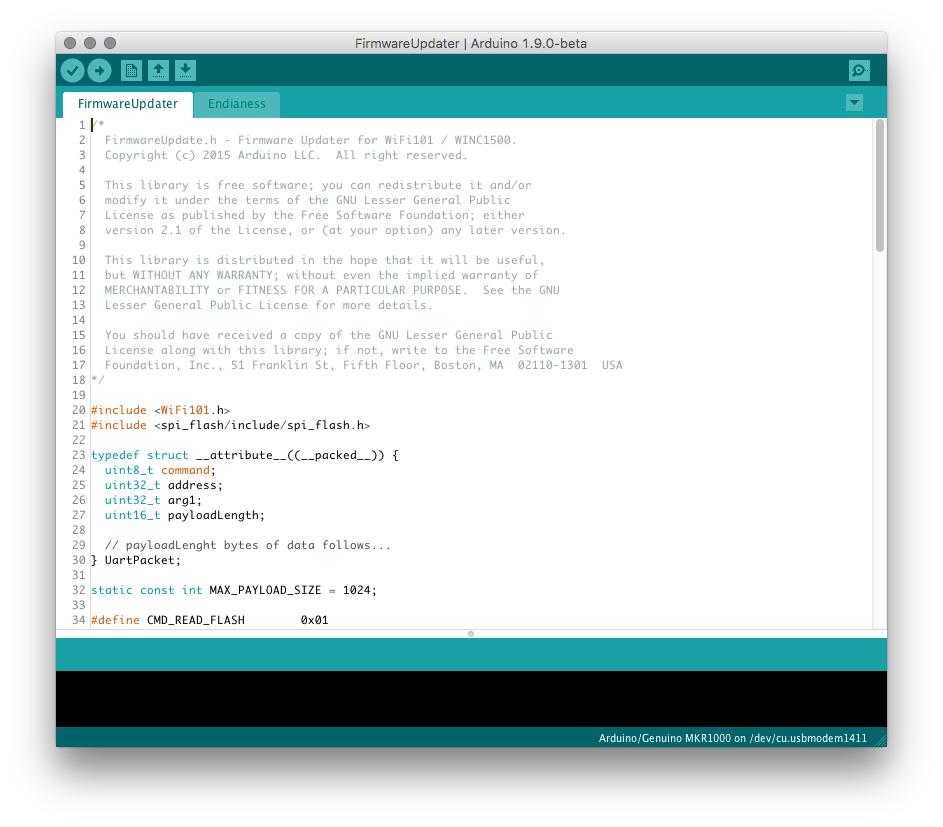 FirmwareUpdater | Arduino 1.9.0-beta
FirmwareUpdater Endianess
1 /*
2 FirmwareUpdate.h - Firmware Updater for WiFi101 / WINC1500.
3 Copyright (c) 2015 Arduino LLC.  All right reserved.
4
5 This library is free software; you can redistribute it and/or
6 modify it under the terms of the GNU Lesser General Public
7 License as published by the Free Software Foundation; either
8 version 2.1 of the License, or (at your option) any later version.
9
10 This library is distributed in the hope that it will be useful,
11 but WITHOUT ANY WARRANTY; without even the implied warranty of
12 MERCHANTABILITY or FITNESS FOR A PARTICULAR PURPOSE.  See the GNU
13 Lesser General Public License for more details.
14
15 You should have received a copy of the GNU Lesser General Public
16 License along with this library; if not, write to the Free Software
17 Foundation, Inc., 51 Franklin St, Fifth Floor, Boston, MA  02110-1301  USA
18 */
19
20 #include <WiFi101.h>
21 #include <spi_flash/include/spi_flash.h>
22
23 typedef struct __attribute__((__packed__)) {
24 uint8_t command;
25 uint32_t address;
26 uint32_t arg1;
27 uint16_t payloadLength;
28
29 // payloadLenght bytes of data follows...
30 } UartPacket;
31
32 static const int MAX_PAYLOAD_SIZE = 1024;
33
34 #define CMD_READ_FLASH        0x01
Arduino/Genuino MKR1000 on /dev/cu.usbmodem1411